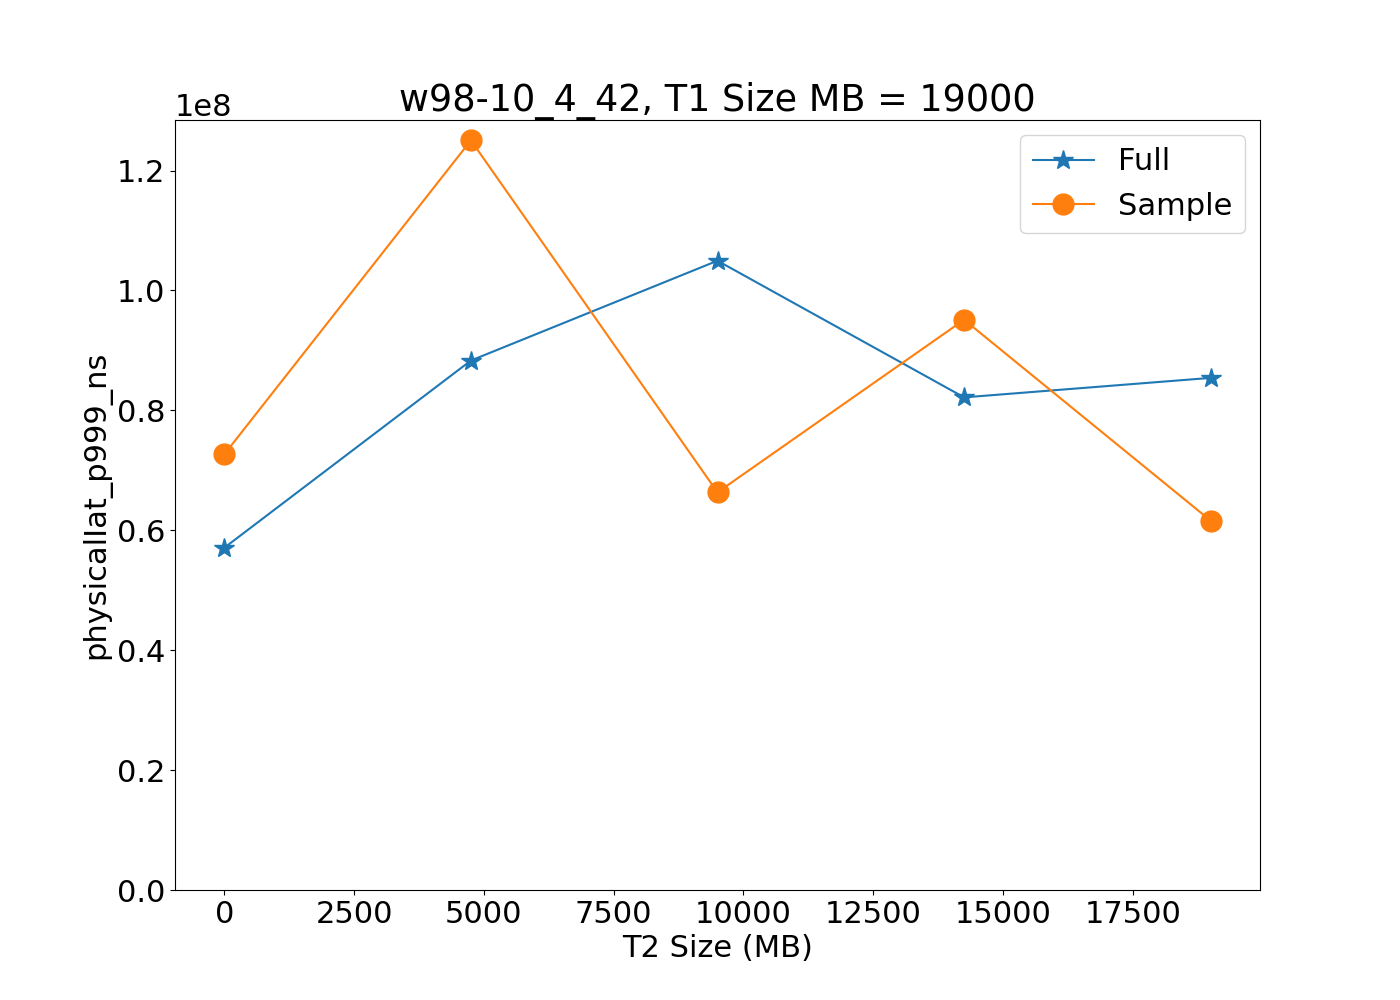 w98-10_4_42, T1 Size MB = 19000
1e8
Full
Sample
1.2
1.0
0.8
0.6
0.4
0.2
0.0
physicallat_p999_ns
0 2500 5000 7500 10000 12500 15000 17500
T2 Size (MB)